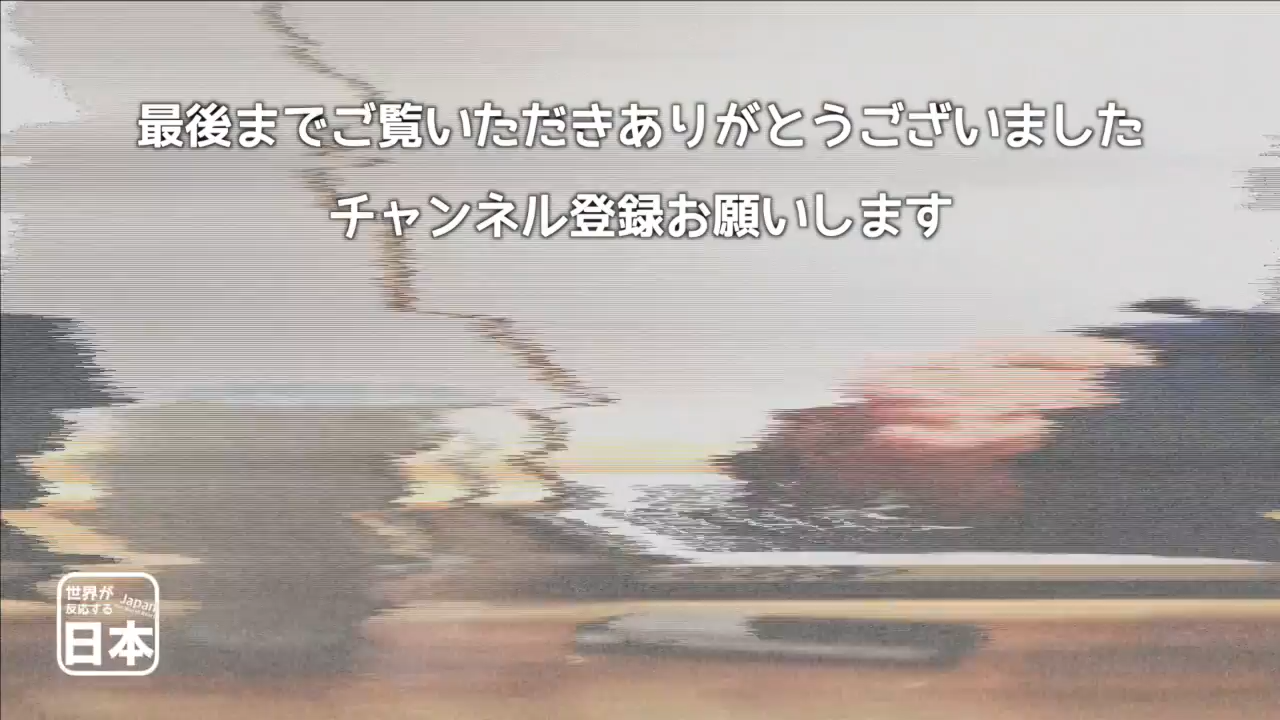 最後までご覧いただきありがとうございました
チャンネル登録お願いします
世界が
反応する
Japan
日本